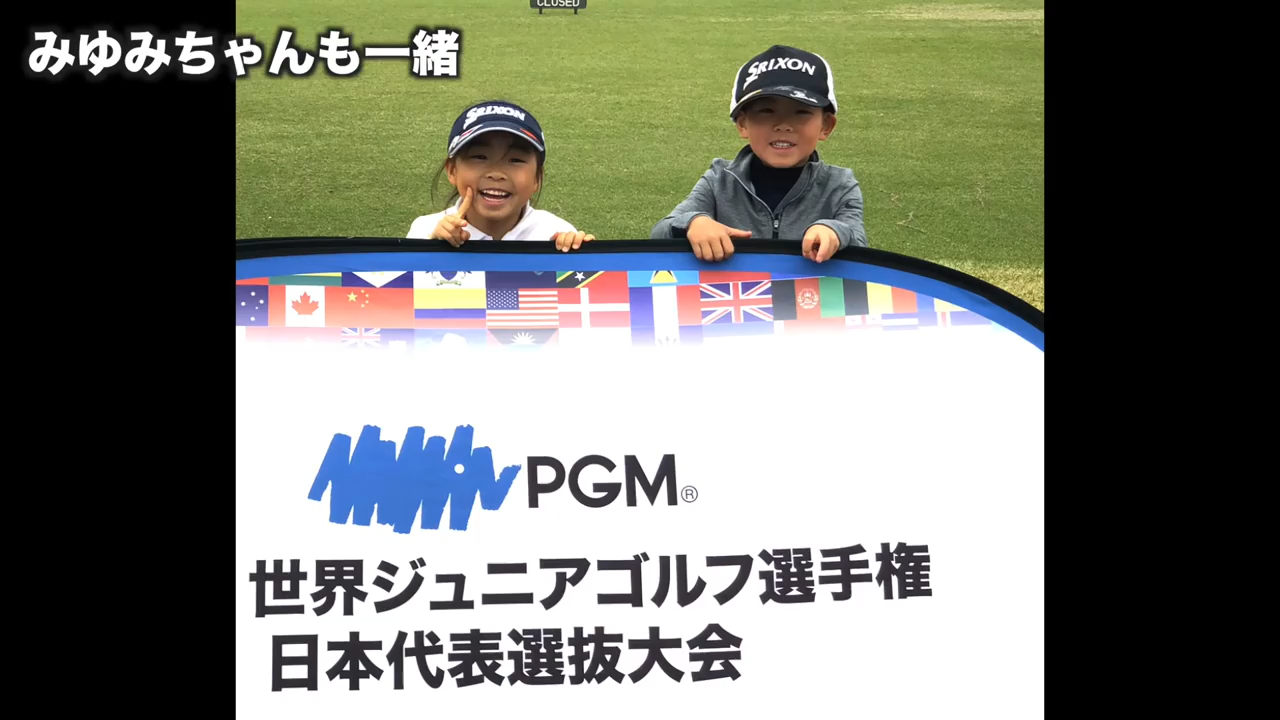 CLOSED
みゆみちゃんも一緒
SRIXON
SRIXON
PGM®
世界ジュニアゴルフ選手権
日本代表選抜大会